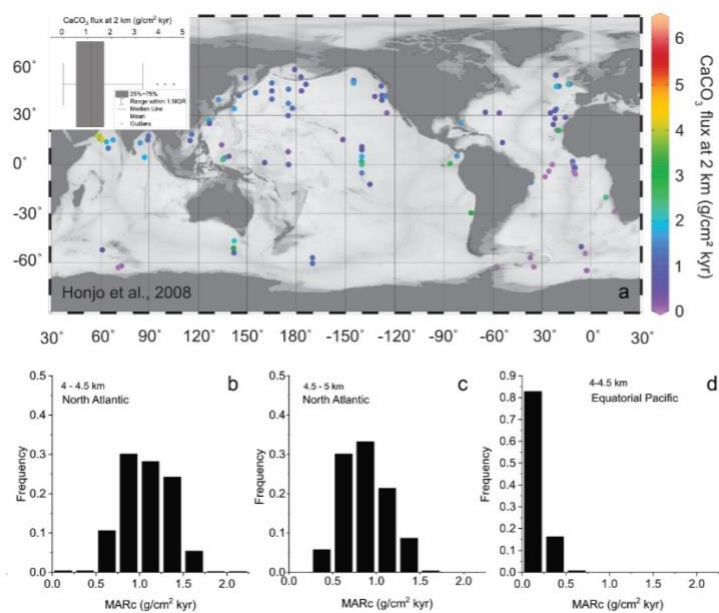 CaCO₃ flux at 2 km (g/cm² kyr)
0 1 2 3 4 5
25%~75%
Range within 1.5IQR
Median Line
Mean
Outliers
60°
30°
0°
-30°
-60°
Honjo et al., 2008
a
30° 60° 90° 120° 150° 180° -150° -120° -90° -60° -30° 0° 30°
6
5
4
3
2
1
0
CaCO₃ flux at 2 km (g/cm² kyr)
b
4 - 4.5 km
North Atlantic
0.5
0.4
0.3
0.2
0.1
0.0
Frequency
0.0 0.5 1.0 1.5 2.0
MARc (g/cm² kyr)
c
4.5 - 5 km
North Atlantic
0.5
0.4
0.3
0.2
0.1
0.0
Frequency
0.0 0.5 1.0 1.5 2.0
MARc (g/cm² kyr)
d
4-4.5 km
Equatorial Pacific
0.9
0.8
0.7
0.6
0.5
0.4
0.3
0.2
0.1
0.0
Frequency
0.0 0.5 1.0 1.5 2.0
MARc (g/cm² kyr)